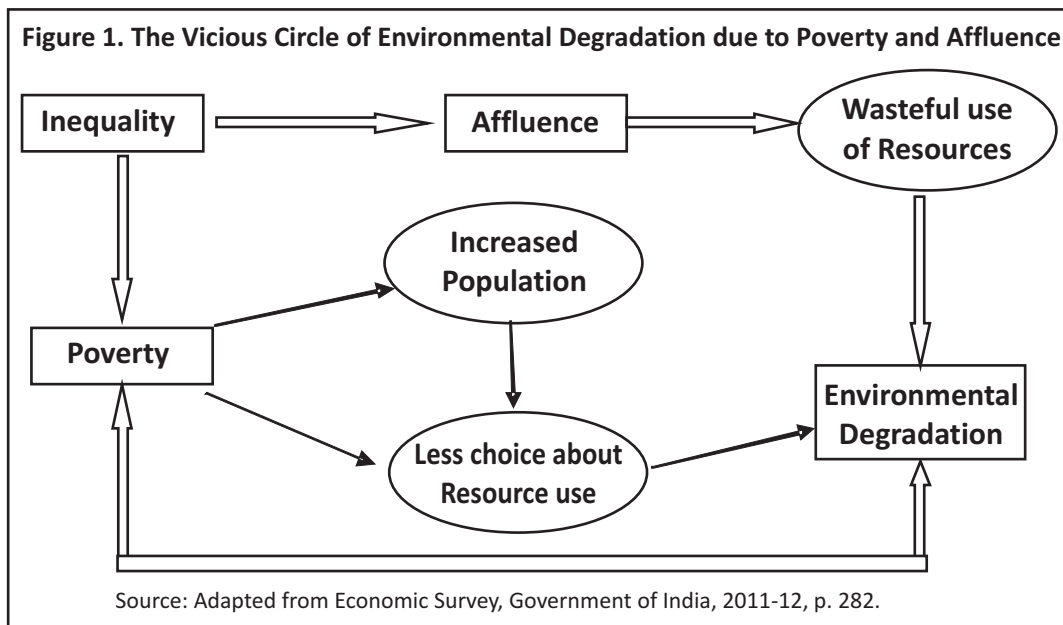 Figure 1. The Vicious Circle of Environmental Degradation due to Poverty and Affluence
Inequality
Affluence
Wasteful use
of Resources
Increased
Population
Poverty
Environmental
Degradation
Less choice about
Resource use
Source: Adapted from Economic Survey, Government of India, 2011-12, p. 282.